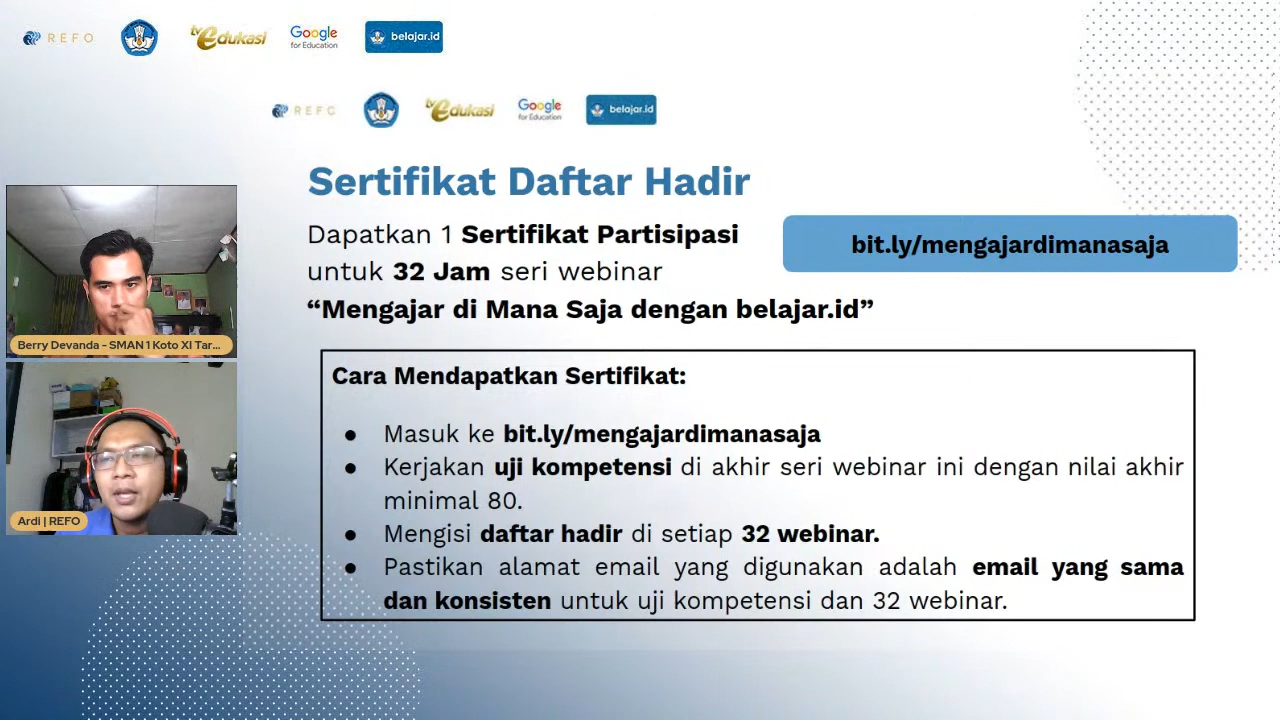 REFO
tv Edukasi
Google
for Education
belajar.id
REFO
tv Edukasi
Google
for Education
belajar.id
Sertifikat Daftar Hadir
Dapatkan 1 Sertifikat Partisipasi
untuk 32 Jam seri webinar
“Mengajar di Mana Saja dengan belajar.id”
bit.ly/mengajardimanasaja
Berry Devanda - SMAN 1 Koto XI Tar...
Ardi | REFO
Cara Mendapatkan Sertifikat:
● Masuk ke bit.ly/mengajardimanasaja
● Kerjakan uji kompetensi di akhir seri webinar ini dengan nilai akhir
minimal 80.
● Mengisi daftar hadir di setiap 32 webinar.
● Pastikan alamat email yang digunakan adalah email yang sama
dan konsisten untuk uji kompetensi dan 32 webinar.